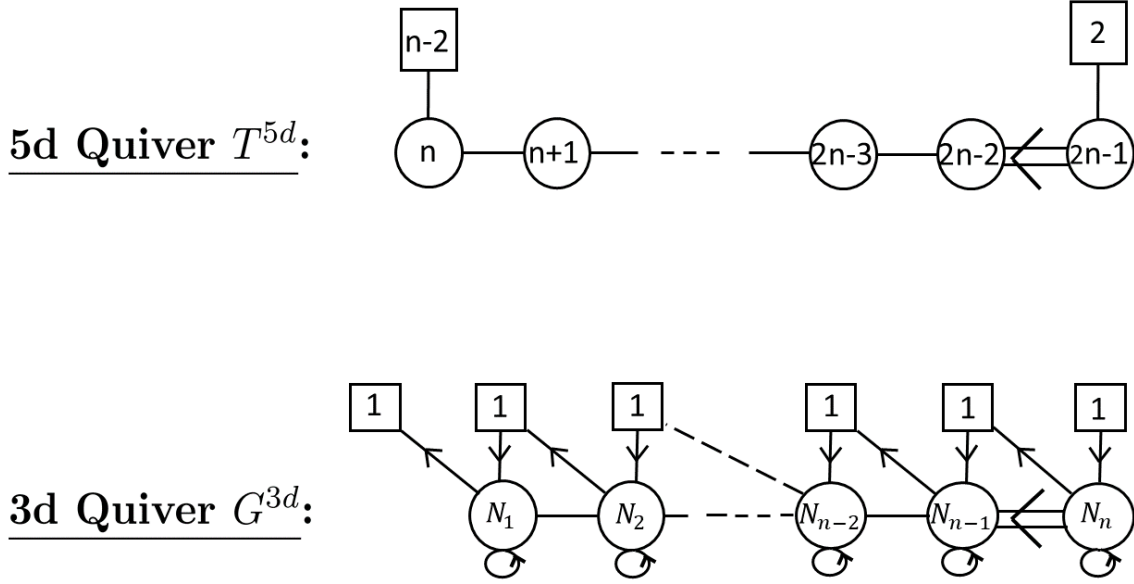 n-2 2
5d Quiver T^{5d}: n n+1 2n-3 2n-2 2n-1
1 1 1 1 1 1
3d Quiver G^{3d}: N_1 N_2 N_{n-2} N_{n-1} N_n